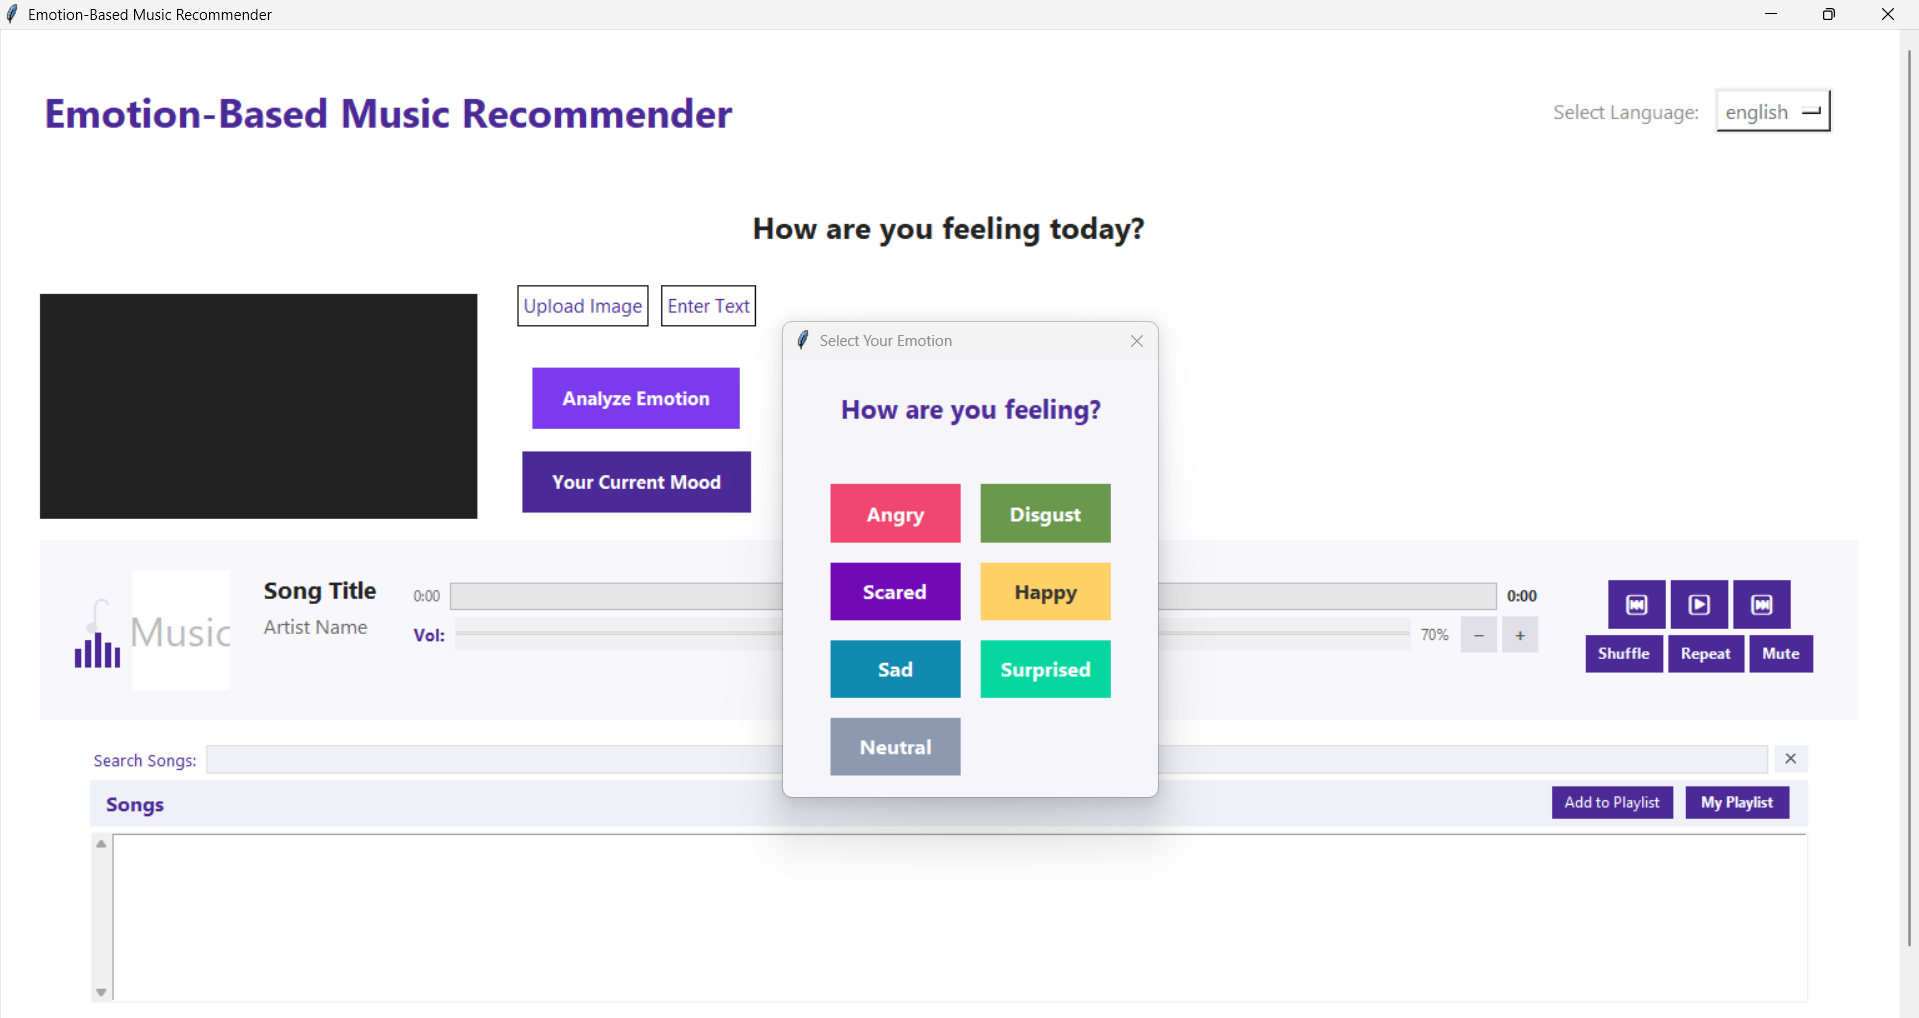 Emotion-Based Music Recommender
Emotion-Based Music Recommender
Select Language:
english
How are you feeling today?
Upload Image
Enter Text
Analyze Emotion
Your Current Mood
Select Your Emotion
How are you feeling?
Angry
Disgust
Scared
Happy
Sad
Surprised
Neutral
Music
Song Title
Artist Name
0:00
0:00
Vol:
70%
−
+
Shuffle
Repeat
Mute
Search Songs:
Songs
Add to Playlist
My Playlist